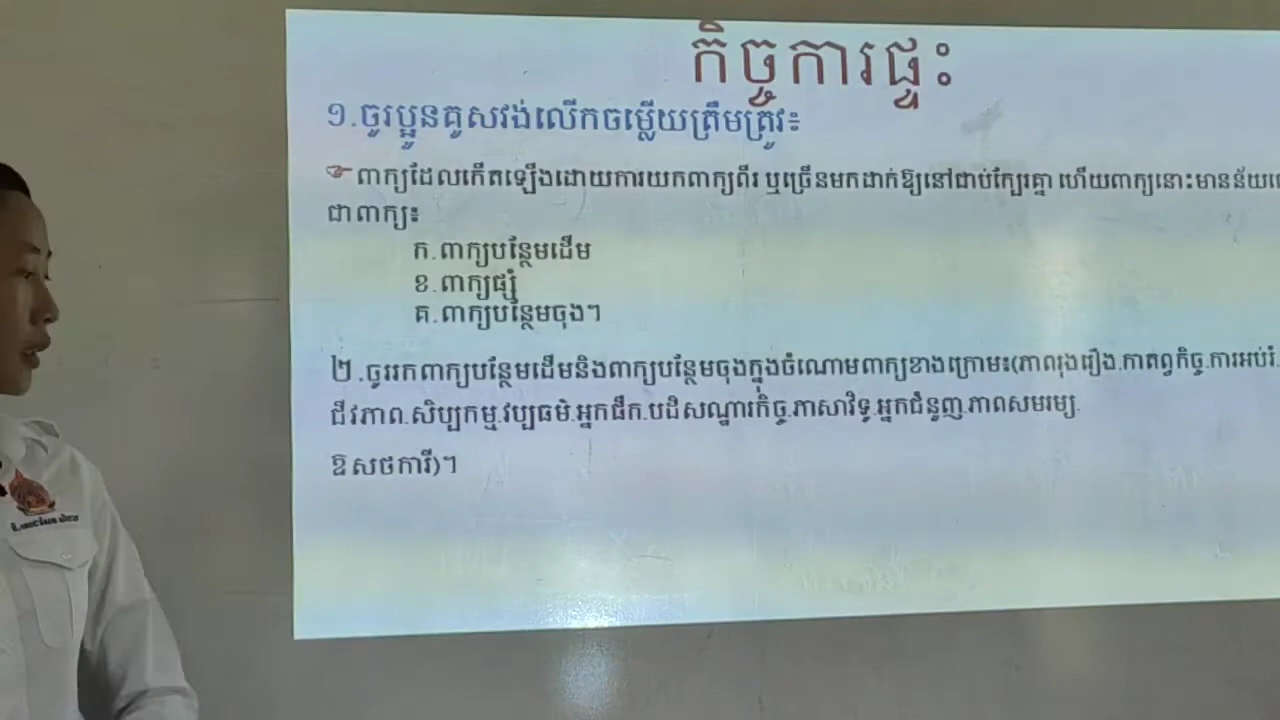 កិច្ចការផ្ទះ
១.ចូរប្អូនគូសវង់លើកចម្លើយត្រឹមត្រូវ៖
ពាក្យដែលកើតឡើងដោយការយកពាក្យពីរ ឬច្រើនមកដាក់ឱ្យនៅជាប់ក្បែរគ្នា ហើយពាក្យនោះមានន័យ
ជាពាក្យ៖
ក.ពាក្យបន្ថែមដើម
ខ.ពាក្យផ្សំ
គ.ពាក្យបន្ថែមចុង។
២.ចូររកពាក្យបន្ថែមដើមនិងពាក្យបន្ថែមចុងក្នុងចំណោមពាក្យខាងក្រោម៖(ភាពរុងរឿង.កាតព្វកិច្ច.ការអប់រំ.
ជីវភាព.សិប្បកម្ម.វប្បធម៌.អ្នកផឹក.បដិសណ្ឋារកិច្ច.ភាសាវិទូ.អ្នកជំនួញ.ភាពសមរម្យ.
ឱសថការី)។